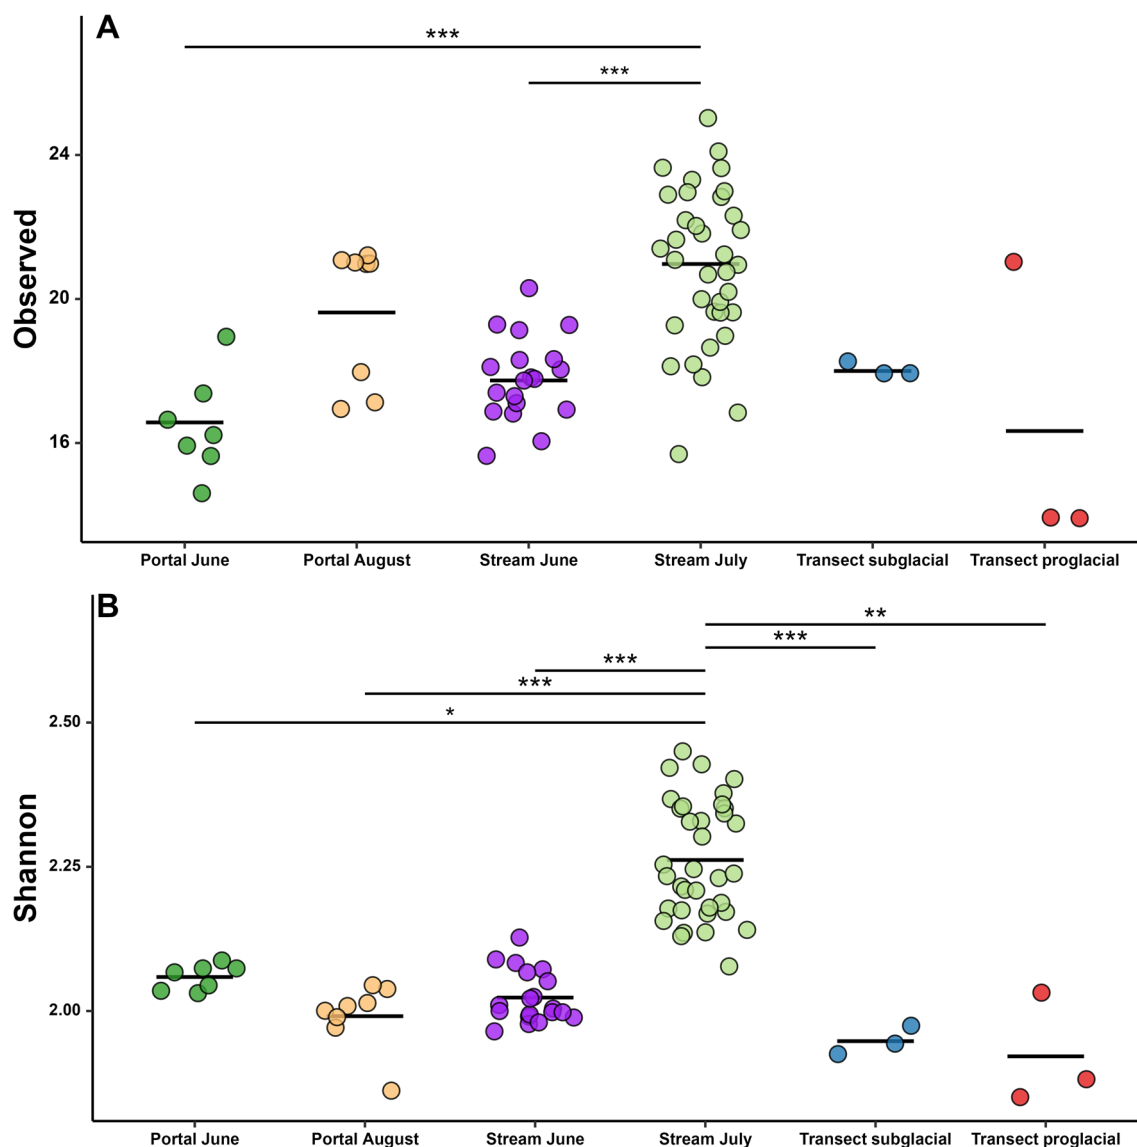 A
***
***
24
20
16
Observed
Portal June Portal August Stream June Stream July Transect subglacial Transect proglacial
B
**
***
***
***
*
2.50
2.25
2.00
Shannon
Portal June Portal August Stream June Stream July Transect subglacial Transect proglacial